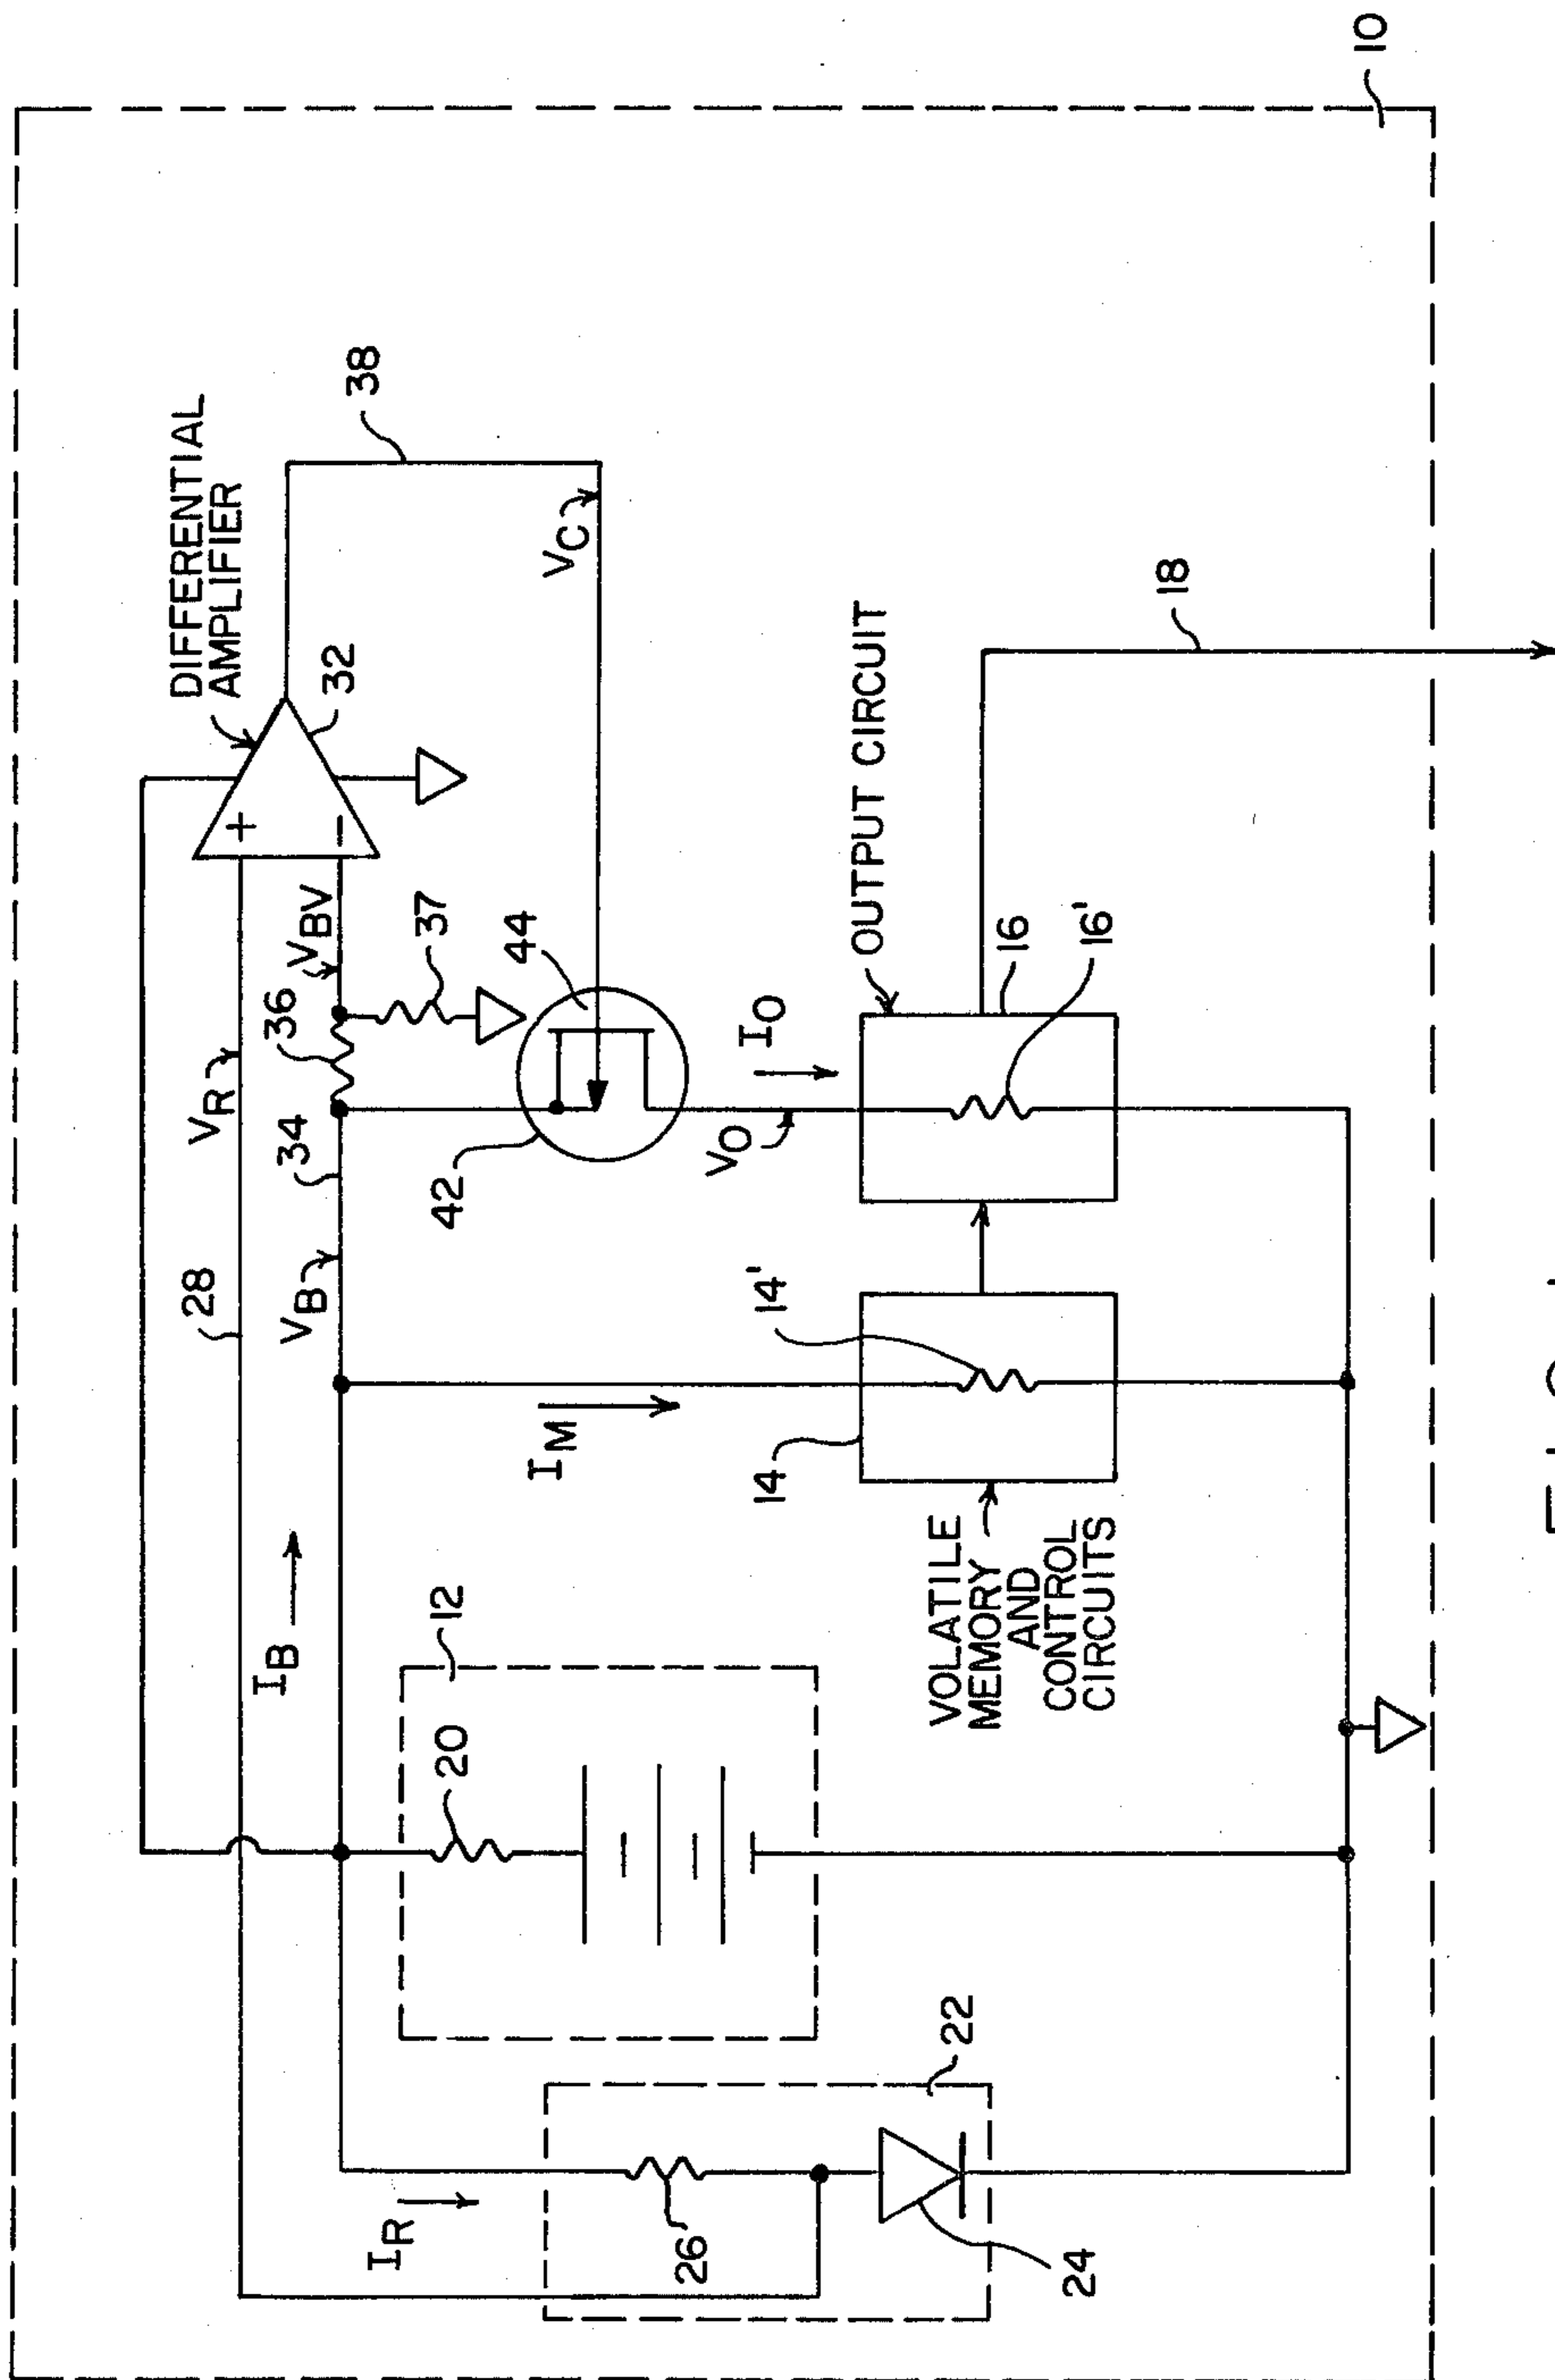 DIFFERENTIAL
AMPLIFIER
28
VR
IB
VB
34
36
VBV
32
38
IR
20
12
42
37
44
IM
VC
26
VO
IO
14
14'
OUTPUT CIRCUIT
22
VOLATILE
MEMORY
AND
CONTROL
CIRCUITS
16
16'
24
18
10